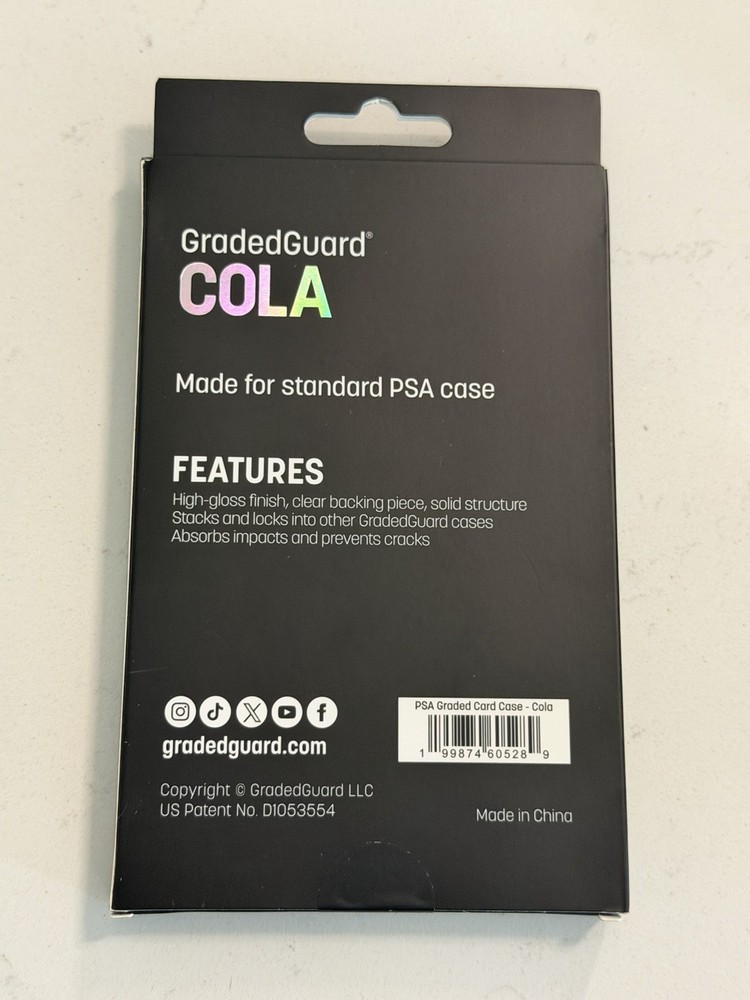 GradedGuard®
COLA
Made for standard PSA case
FEATURES
High-gloss finish, clear backing piece, solid structure
Stacks and locks into other GradedGuard cases
Absorbs impacts and prevents cracks
gradedguard.com
PSA Graded Card Case - Cola
1 99874 60528 9
Copyright © GradedGuard LLC
US Patent No. D1053554
Made in China